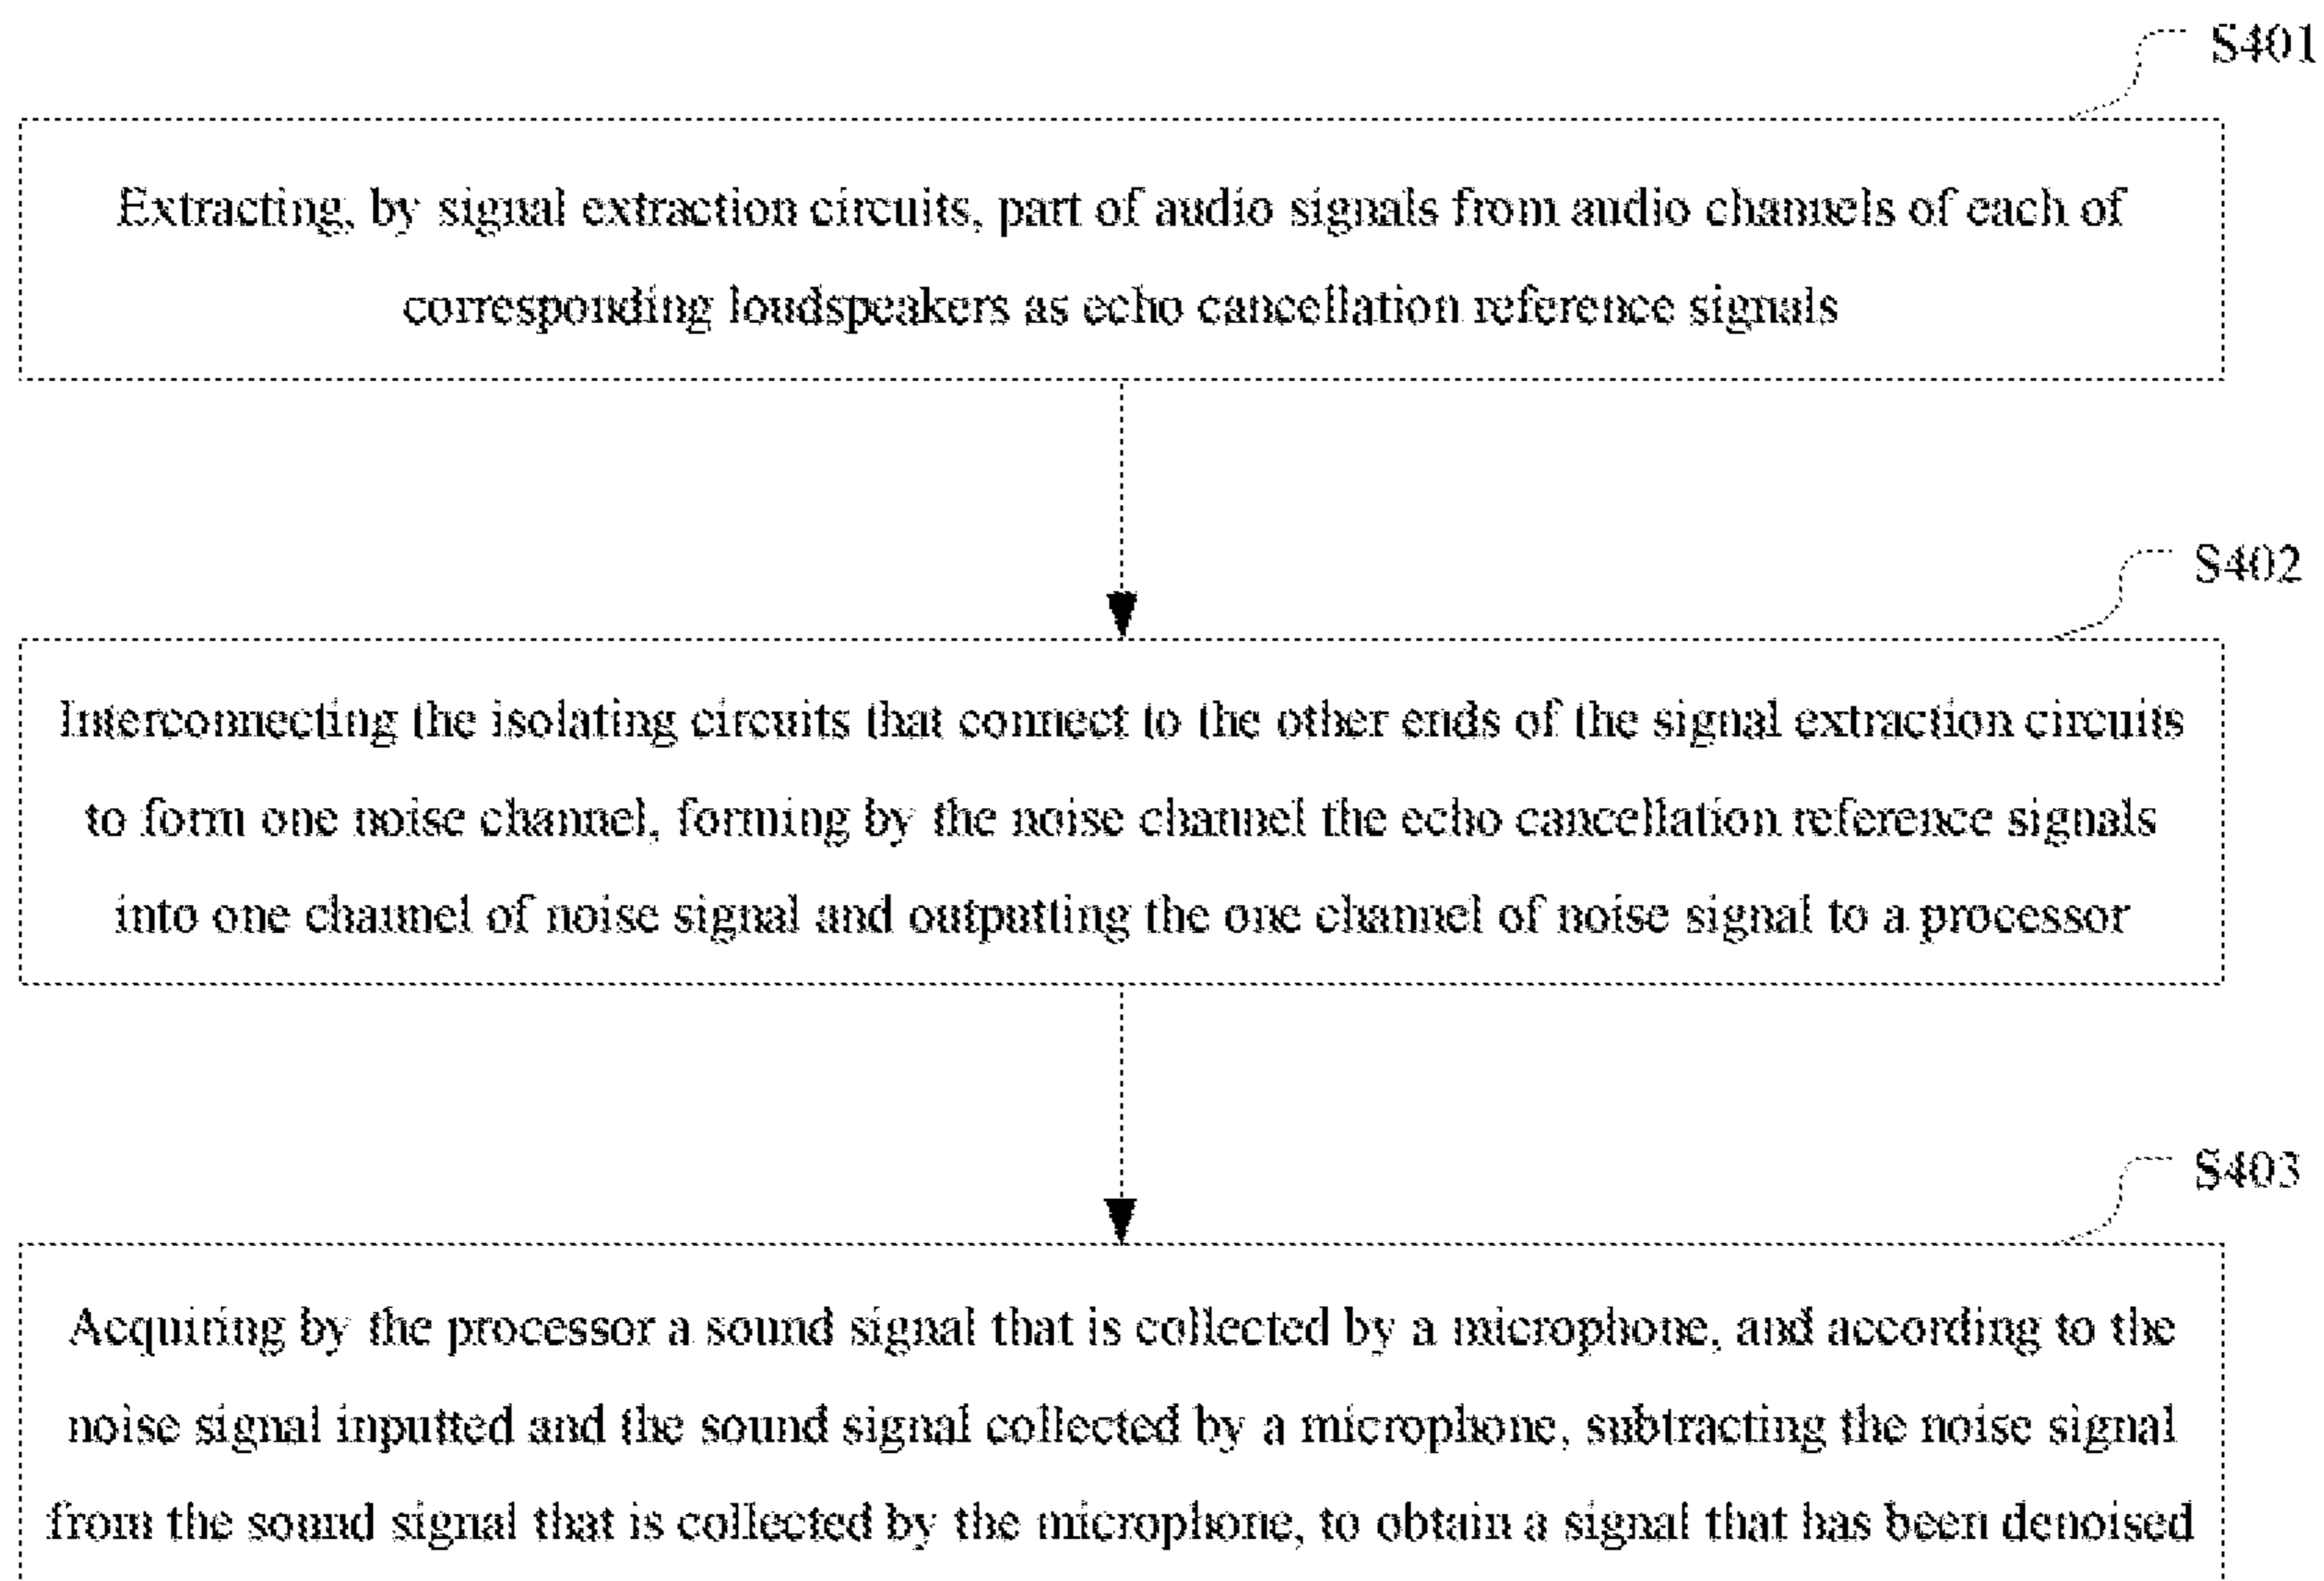 S401
Extracting, by signal extraction circuits, part of audio signals from audio channels of each of
corresponding loudspeakers as echo cancellation reference signals
S402
Interconnecting the isolating circuits that connect to the other ends of the signal extraction circuits
to form one noise channel, forming by the noise channel the echo cancellation reference signals
into one channel of noise signal and outputting the one channel of noise signal to a processor
S403
Acquiring by the processor a sound signal that is collected by a microphone, and according to the
noise signal inputted and the sound signal collected by a microphone, subtracting the noise signal
from the sound signal that is collected by the microphone, to obtain a signal that has been denoised